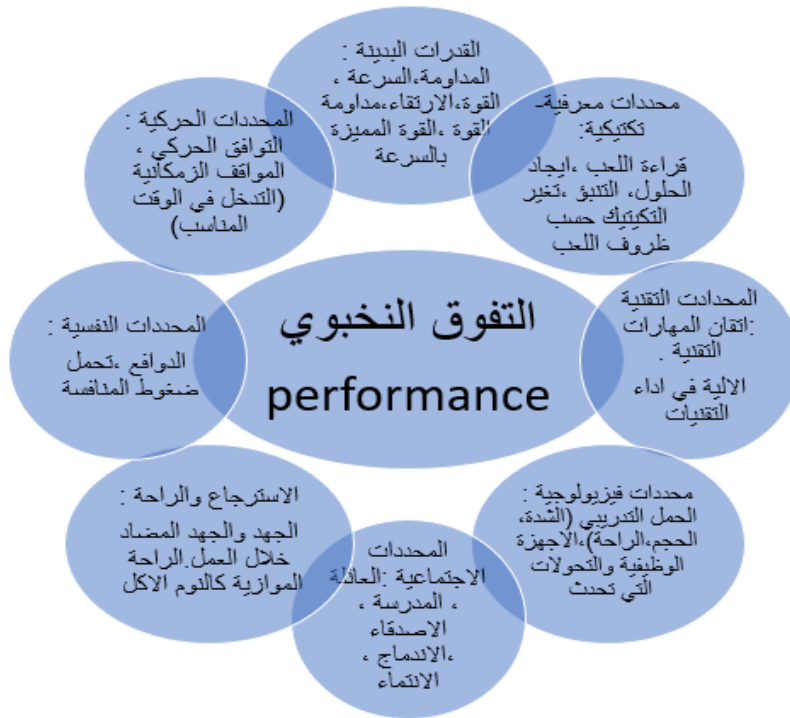 القدرات البدينة :
المداومة،السرعة ،
القوة،الارتقاء،مداومة
القوة ،القوة المميزة
بالسرعة
محددات معرفية-
تكتيكية:
قراءة اللعب ،ايجاد
الحلول، التنبؤ ،تغير
التكيتيك حسب
ظروف اللعب
المحدادت التقنية
:اتقان المهارات
التقنية .
الالية في اداء
التقنيات
محددات فيزيولوجية :
الحمل التدريبي (الشدة،
الحجم،الراحة)،الاجهزة
الوظيفية والتحولات
التي تحدث
المحددات
الاجتماعية :العائلة
، المدرسة ،
الاصدقاء
،الاندماج ،
الانتماء
الاسترجاع والراحة :
الجهد والجهد المضاد
خلال العمل.الراحة
الموازية كالنوم الاكل
المحددات النفسية :
الدوافع ،تحمل
ضغوط المنافسة
المحددات الحركية :
التوافق الحركي ،
المواقف الزمكانية
(التدخل في الوقت
المناسب)
التفوق النخبوي
performance